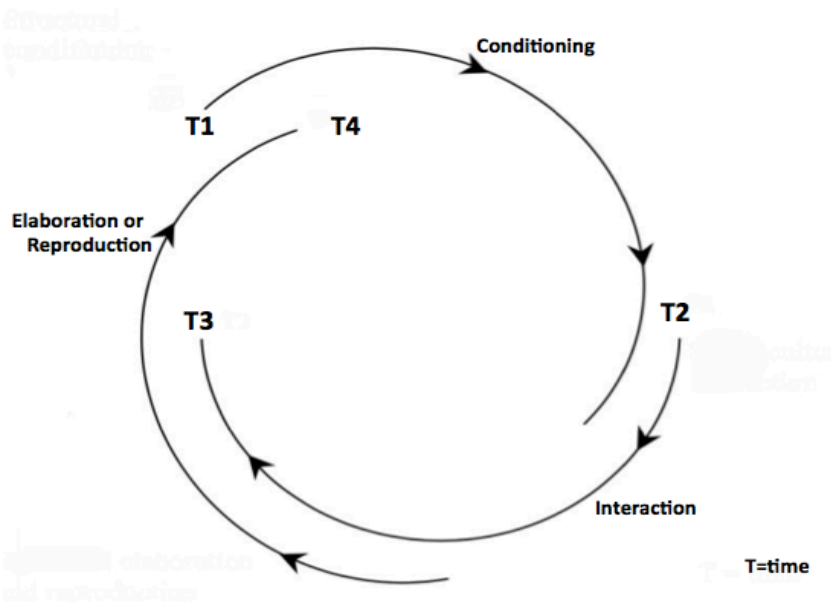 Conditioning
T1
T4
Elaboration or
Reproduction
T3
T2
Interaction
T=time